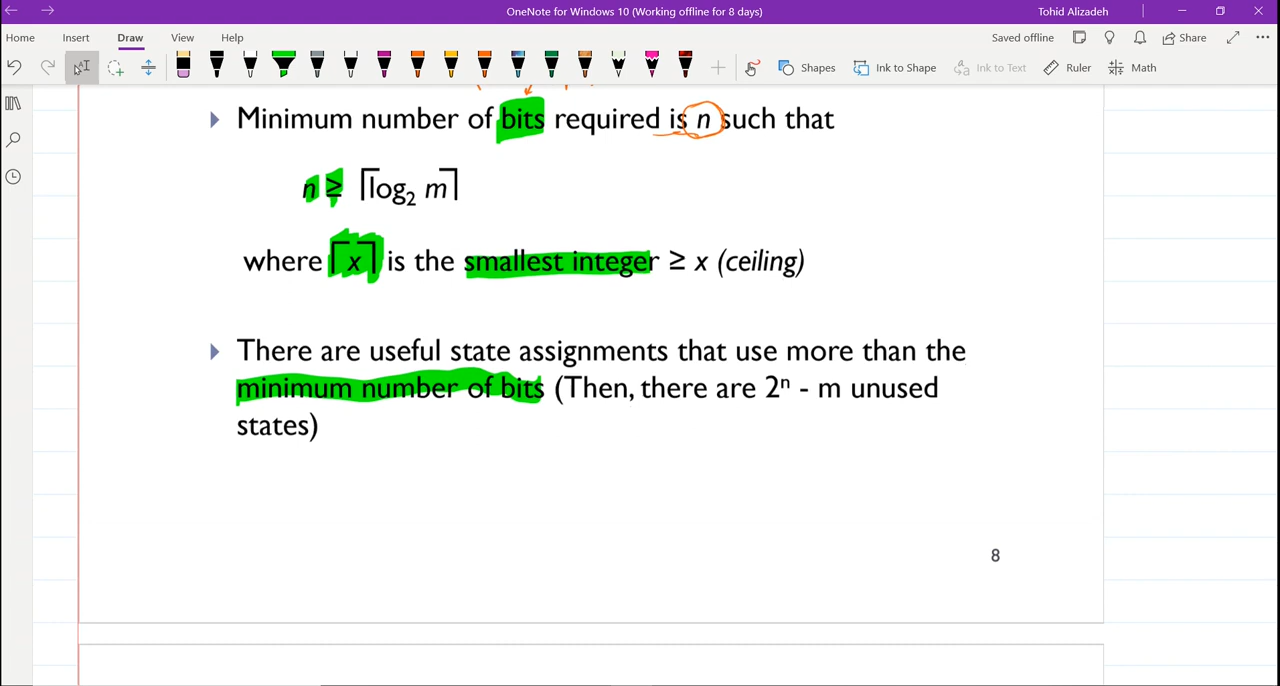 OneNote for Windows 10 (Working offline for 8 days)
Tohid Alizadeh
Home Insert Draw View Help
Saved offline
Share
Shapes
Ink to Shape
Ink to Text
Ruler
Math
Minimum number of bits required is n such that
n ≥ ⌈log₂ m⌉
where ⌈x⌉ is the smallest integer ≥ x (ceiling)
There are useful state assignments that use more than the
minimum number of bits (Then, there are 2ⁿ - m unused
states)
8